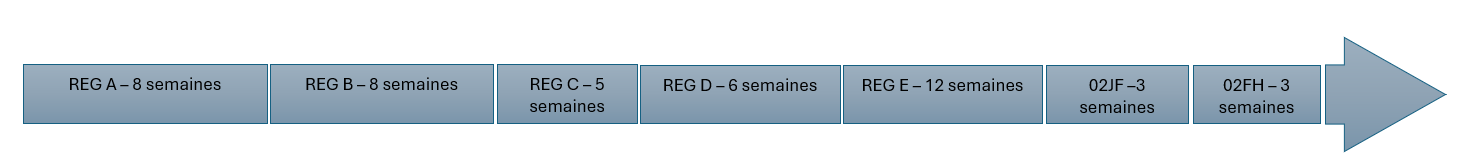 REG A – 8 semaines
REG B – 8 semaines
REG C – 5
semaines
REG D – 6 semaines
REG E – 12 semaines
02JF –3
semaines
02FH – 3
semaines